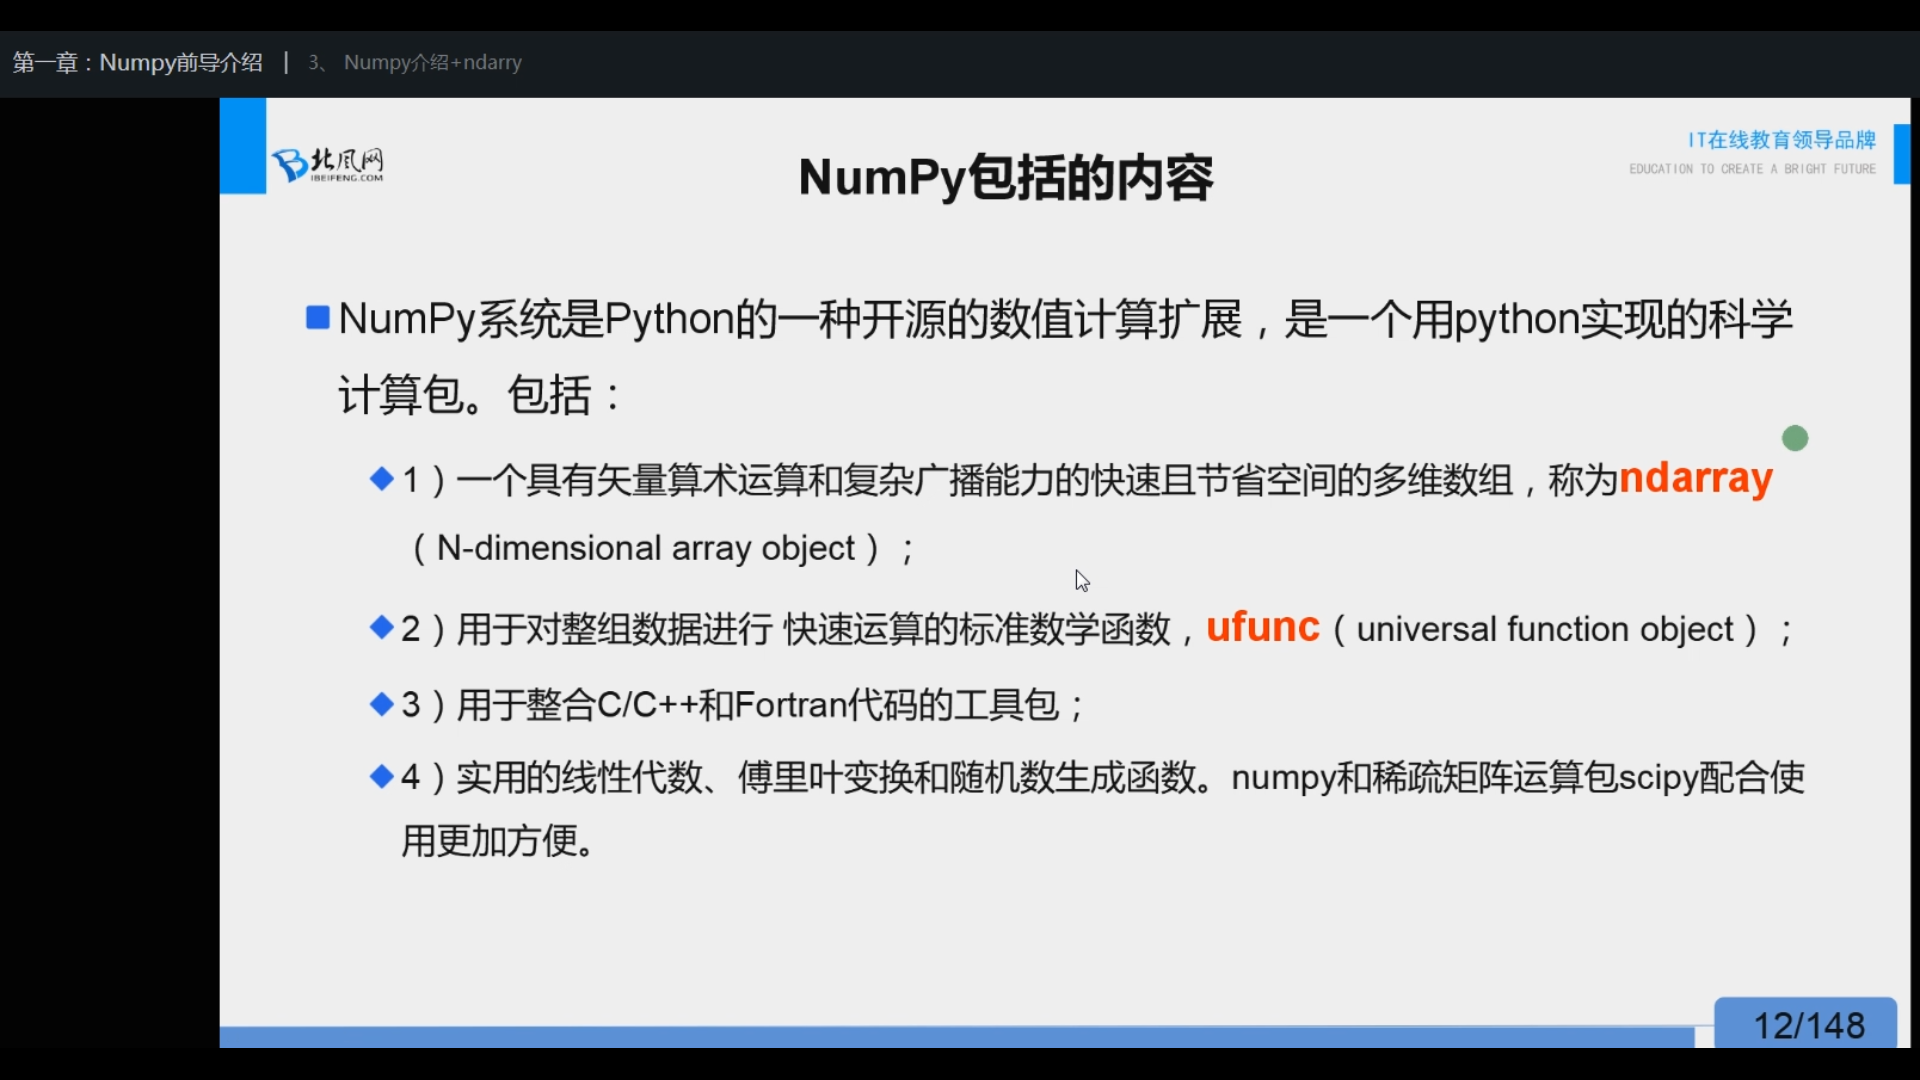 第一章：Numpy前导介绍 | 3、 Numpy介绍+ndarry
北风网
IBEIFENG.COM
IT在线教育领导品牌
EDUCATION TO CREATE A BRIGHT FUTURE
NumPy包括的内容
NumPy系统是Python的一种开源的数值计算扩展，是一个用python实现的科学
计算包。包括：
1）一个具有矢量算术运算和复杂广播能力的快速且节省空间的多维数组，称为ndarray
（N-dimensional array object）；
2）用于对整组数据进行 快速运算的标准数学函数，ufunc（universal function object）；
3）用于整合C/C++和Fortran代码的工具包；
4）实用的线性代数、傅里叶变换和随机数生成函数。numpy和稀疏矩阵运算包scipy配合使
用更加方便。
12/148